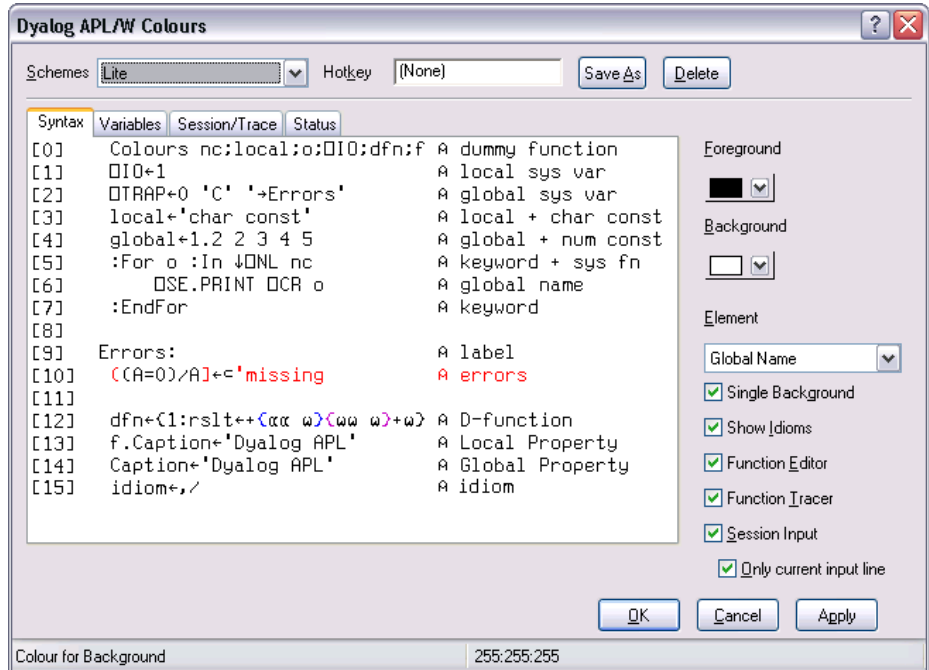 Dyalog APL/W Colours
Schemes Lite Hotkey (None) Save As Delete
Syntax Variables Session/Trace Status
[0] Colours nc;local;o;⎕IO;dfn;f ⍝ dummy function
[1] ⎕IO←1 ⍝ local sys var
[2] ⎕TRAP←0 'C' '→Errors' ⍝ global sys var
[3] local←'char const' ⍝ local + char const
[4] global←1.2 2 3 4 5 ⍝ global + num const
[5] :For o :In ↓⎕NL nc ⍝ keyword + sys fn
[6] ⎕SE.PRINT ⎕CR o ⍝ global name
[7] :EndFor ⍝ keyword
[8]
[9] Errors: ⍝ label
[10] ((A=0)/A]←⊂'missing ⍝ errors
[11]
[12] dfn←{1:rslt←+{⍺⍺ ⍵}{⍵⍵ ⍵}+⍵} ⍝ D-function
[13] f.Caption←'Dyalog APL' ⍝ Local Property
[14] Caption←'Dyalog APL' ⍝ Global Property
[15] idiom←,/ ⍝ idiom
Foreground
Background
Element
Global Name
Single Background
Show Idioms
Function Editor
Function Tracer
Session Input
Only current input line
OK Cancel Apply
Colour for Background 255:255:255